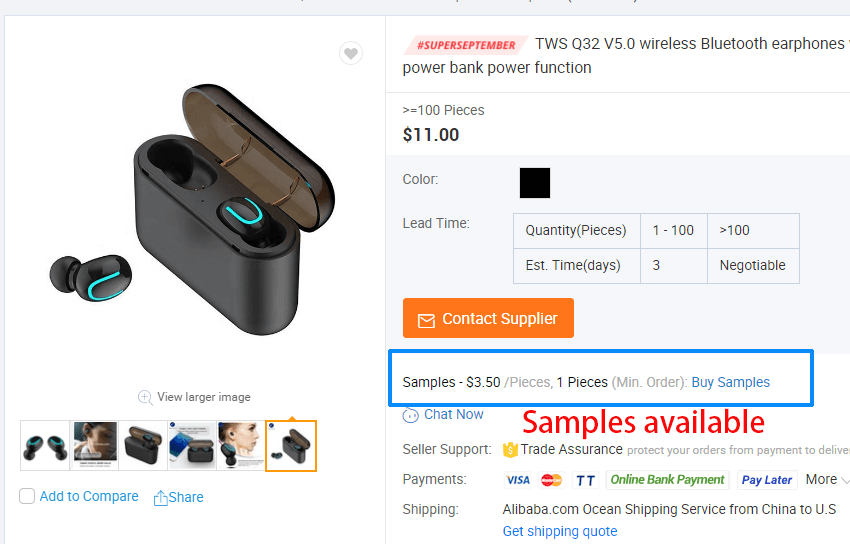 #SUPERSEPTEMBER TWS Q32 V5.0 wireless Bluetooth earphones
power bank power function
>=100 Pieces
$11.00
Color:
Lead Time:
Quantity(Pieces) 1 - 100 >100
Est. Time(days) 3 Negotiable
Contact Supplier
Samples - $3.50 /Pieces, 1 Pieces (Min. Order): Buy Samples
Chat Now
Samples available
Seller Support: Trade Assurance protect your orders from payment to
Payments: VISA MasterCard TT Online Bank Payment Pay Later More
Shipping: Alibaba.com Ocean Shipping Service from China to U.S
Get shipping quote
View larger image
Add to Compare Share